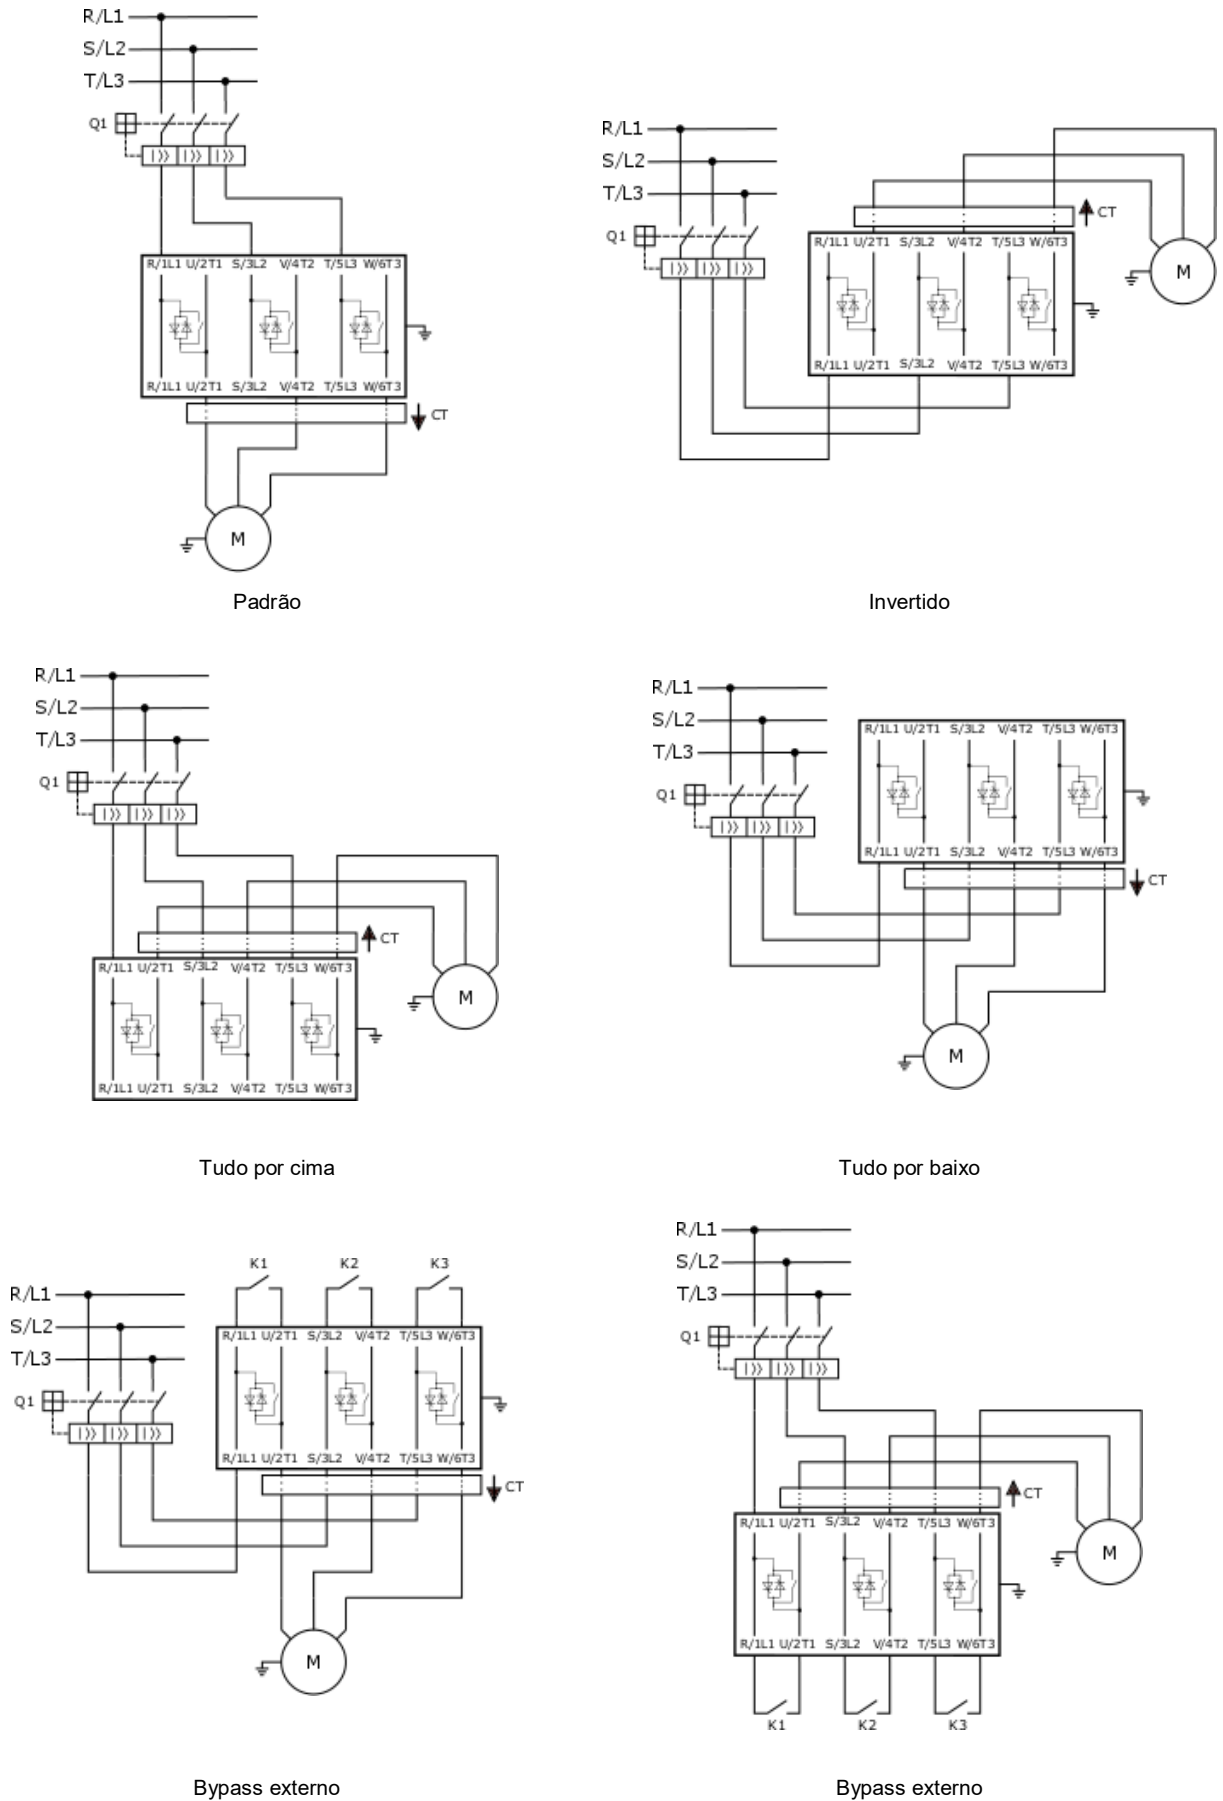 R/L1
S/L2
T/L3
Q1
I>> I>> I>>
R/1L1 U/2T1 S/3L2 V/4T2 T/5L3 W/6T3
R/1L1 U/2T1 S/3L2 V/4T2 T/5L3 W/6T3
CT
M
Padrão
R/L1
S/L2
T/L3
Q1
I>> I>> I>>
CT
R/1L1 U/2T1 S/3L2 V/4T2 T/5L3 W/6T3
M
R/1L1 U/2T1 S/3L2 V/4T2 T/5L3 W/6T3
Invertido
R/L1
S/L2
T/L3
Q1
I>> I>> I>>
CT
R/1L1 U/2T1 S/3L2 V/4T2 T/5L3 W/6T3
M
R/1L1 U/2T1 S/3L2 V/4T2 T/5L3 W/6T3
Tudo por cima
R/L1
S/L2
T/L3
Q1
I>> I>> I>>
R/1L1 U/2T1 S/3L2 V/4T2 T/5L3 W/6T3
R/1L1 U/2T1 S/3L2 V/4T2 T/5L3 W/6T3
CT
M
Tudo por baixo
K1 K2 K3
R/L1
S/L2
T/L3
Q1
I>> I>> I>>
R/1L1 U/2T1 S/3L2 V/4T2 T/5L3 W/6T3
R/1L1 U/2T1 S/3L2 V/4T2 T/5L3 W/6T3
CT
M
Bypass externo
R/L1
S/L2
T/L3
Q1
I>> I>> I>>
CT
R/1L1 U/2T1 S/3L2 V/4T2 T/5L3 W/6T3
M
R/1L1 U/2T1 S/3L2 V/4T2 T/5L3 W/6T3
K1 K2 K3
Bypass externo